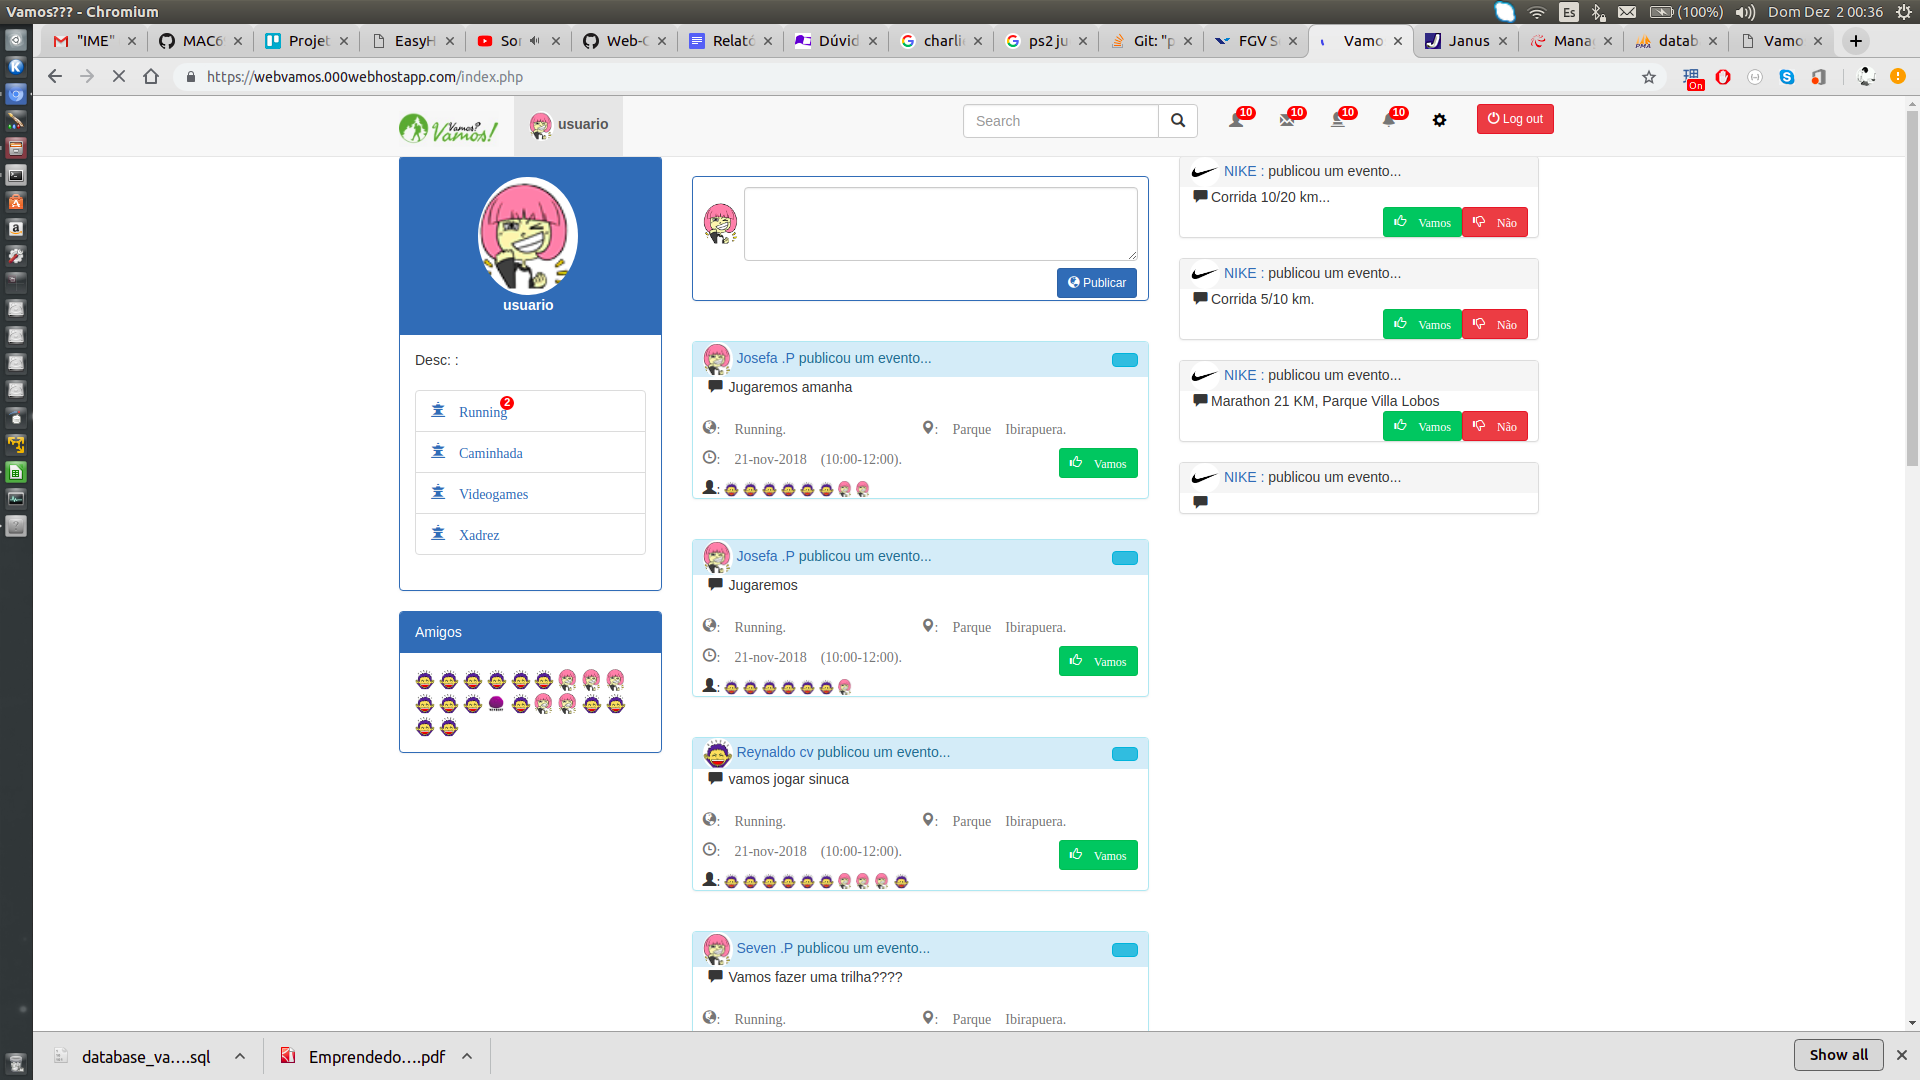 Vamos??? - Chromium
Es (100%) Dom Dez 2 00:36
"IME" MAC6 Projet EasyH So Web-C Relató Dúvid charli ps2 ju Git: "p FGV S Vamo Janus Mana datab Vamo
https://webvamos.000webhostapp.com/index.php
On
Vamos?
Vamos!
usuario
Search
10
10
10
10
Log out
usuario
Desc: :
Running
2
Caminhada
Videogames
Xadrez
Amigos
Publicar
Josefa .P publicou um evento...
Jugaremos amanha
: Running.
: Parque Ibirapuera.
: 21-nov-2018 (10:00-12:00).
Vamos
:
Josefa .P publicou um evento...
Jugaremos
: Running.
: Parque Ibirapuera.
: 21-nov-2018 (10:00-12:00).
Vamos
:
Reynaldo cv publicou um evento...
vamos jogar sinuca
: Running.
: Parque Ibirapuera.
: 21-nov-2018 (10:00-12:00).
Vamos
:
Seven .P publicou um evento...
Vamos fazer uma trilha????
: Running.
: Parque Ibirapuera.
NIKE : publicou um evento...
Corrida 10/20 km...
Vamos
Não
NIKE : publicou um evento...
Corrida 5/10 km.
Vamos
Não
NIKE : publicou um evento...
Marathon 21 KM, Parque Villa Lobos
Vamos
Não
NIKE : publicou um evento...
database_va....sql
Emprendedo....pdf
Show all